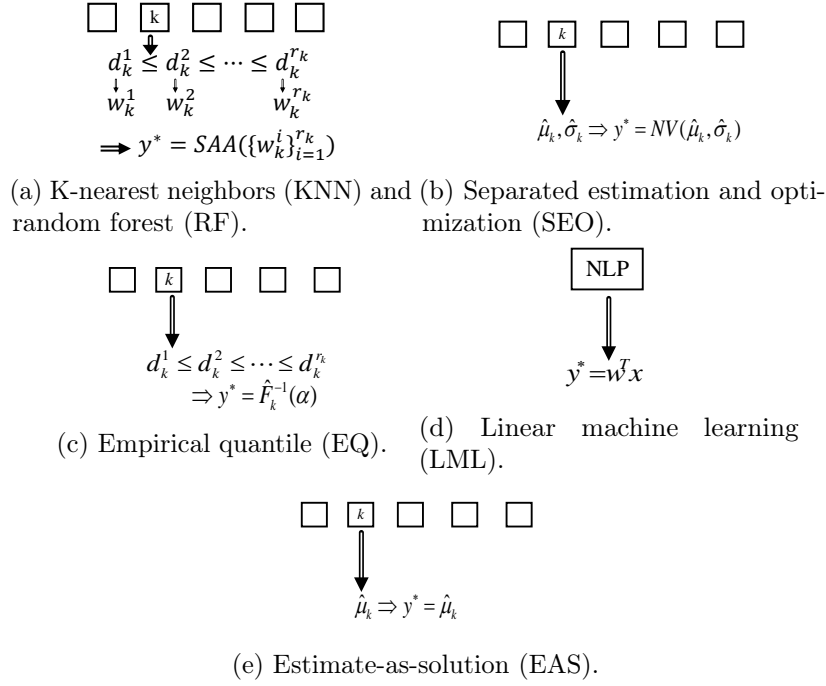 k
d_k^1 ≤ d_k^2 ≤ ⋯ ≤ d_k^{r_k}
w_k^1 w_k^2 w_k^{r_k}
⇒ y* = SAA({w_k^i}_{i=1}^{r_k})
(a) K-nearest neighbors (KNN) and
random forest (RF).
k
μ̂_k, σ̂_k ⇒ y* = NV(μ̂_k, σ̂_k)
(b) Separated estimation and opti-
mization (SEO).
k
d_k^1 ≤ d_k^2 ≤ ⋯ ≤ d_k^{r_k}
⇒ y* = F̂_k^{-1}(α)
(c) Empirical quantile (EQ).
NLP
y* = w^T x
(d) Linear machine learning
(LML).
k
μ̂_k ⇒ y* = μ̂_k
(e) Estimate-as-solution (EAS).